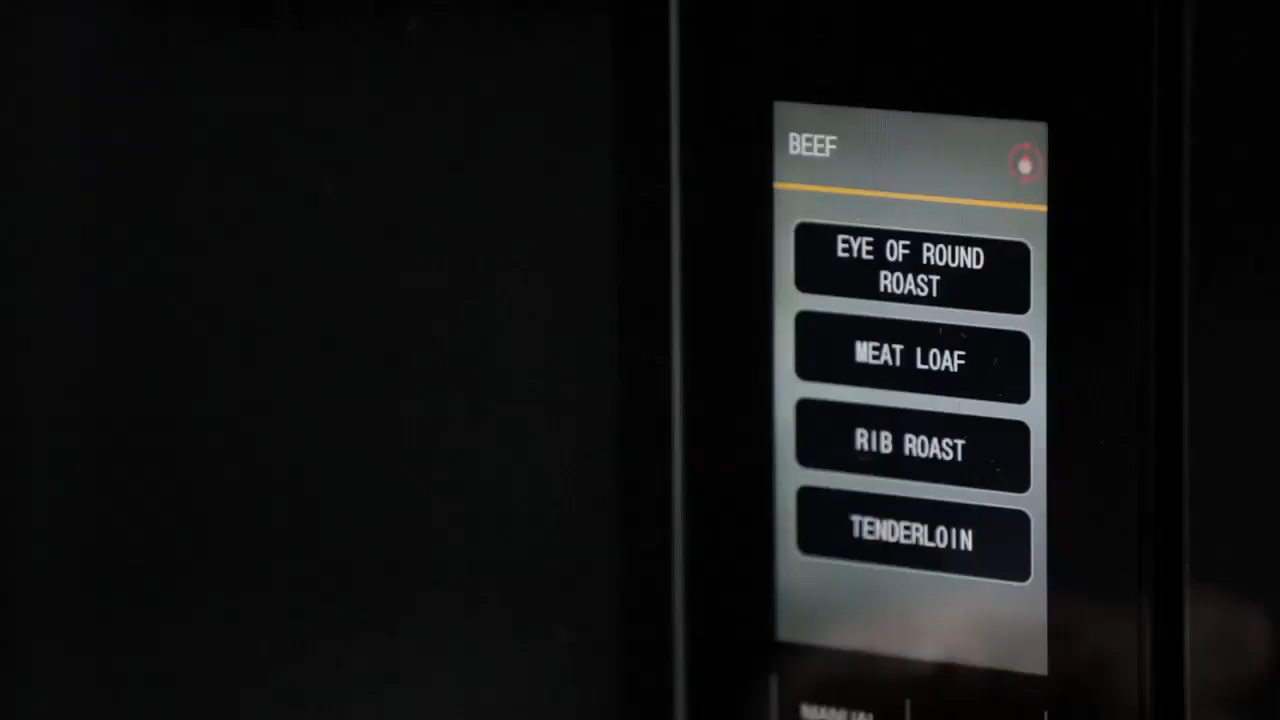 BEEF
EYE OF ROUND
ROAST
MEAT LOAF
RIB ROAST
TENDERLOIN